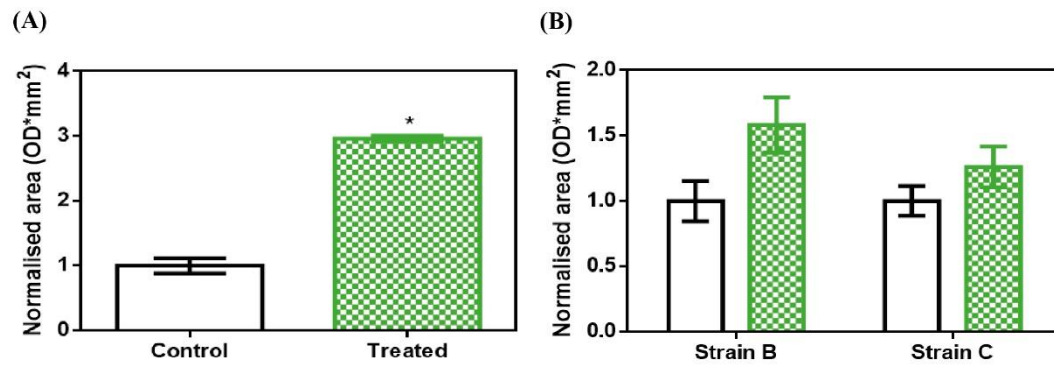 (A)
Normalised area (OD*mm²)
4
3
2
1
0
*
Control Treated
(B)
Normalised area (OD*mm²)
2.0
1.5
1.0
0.5
0.0
Strain B Strain C